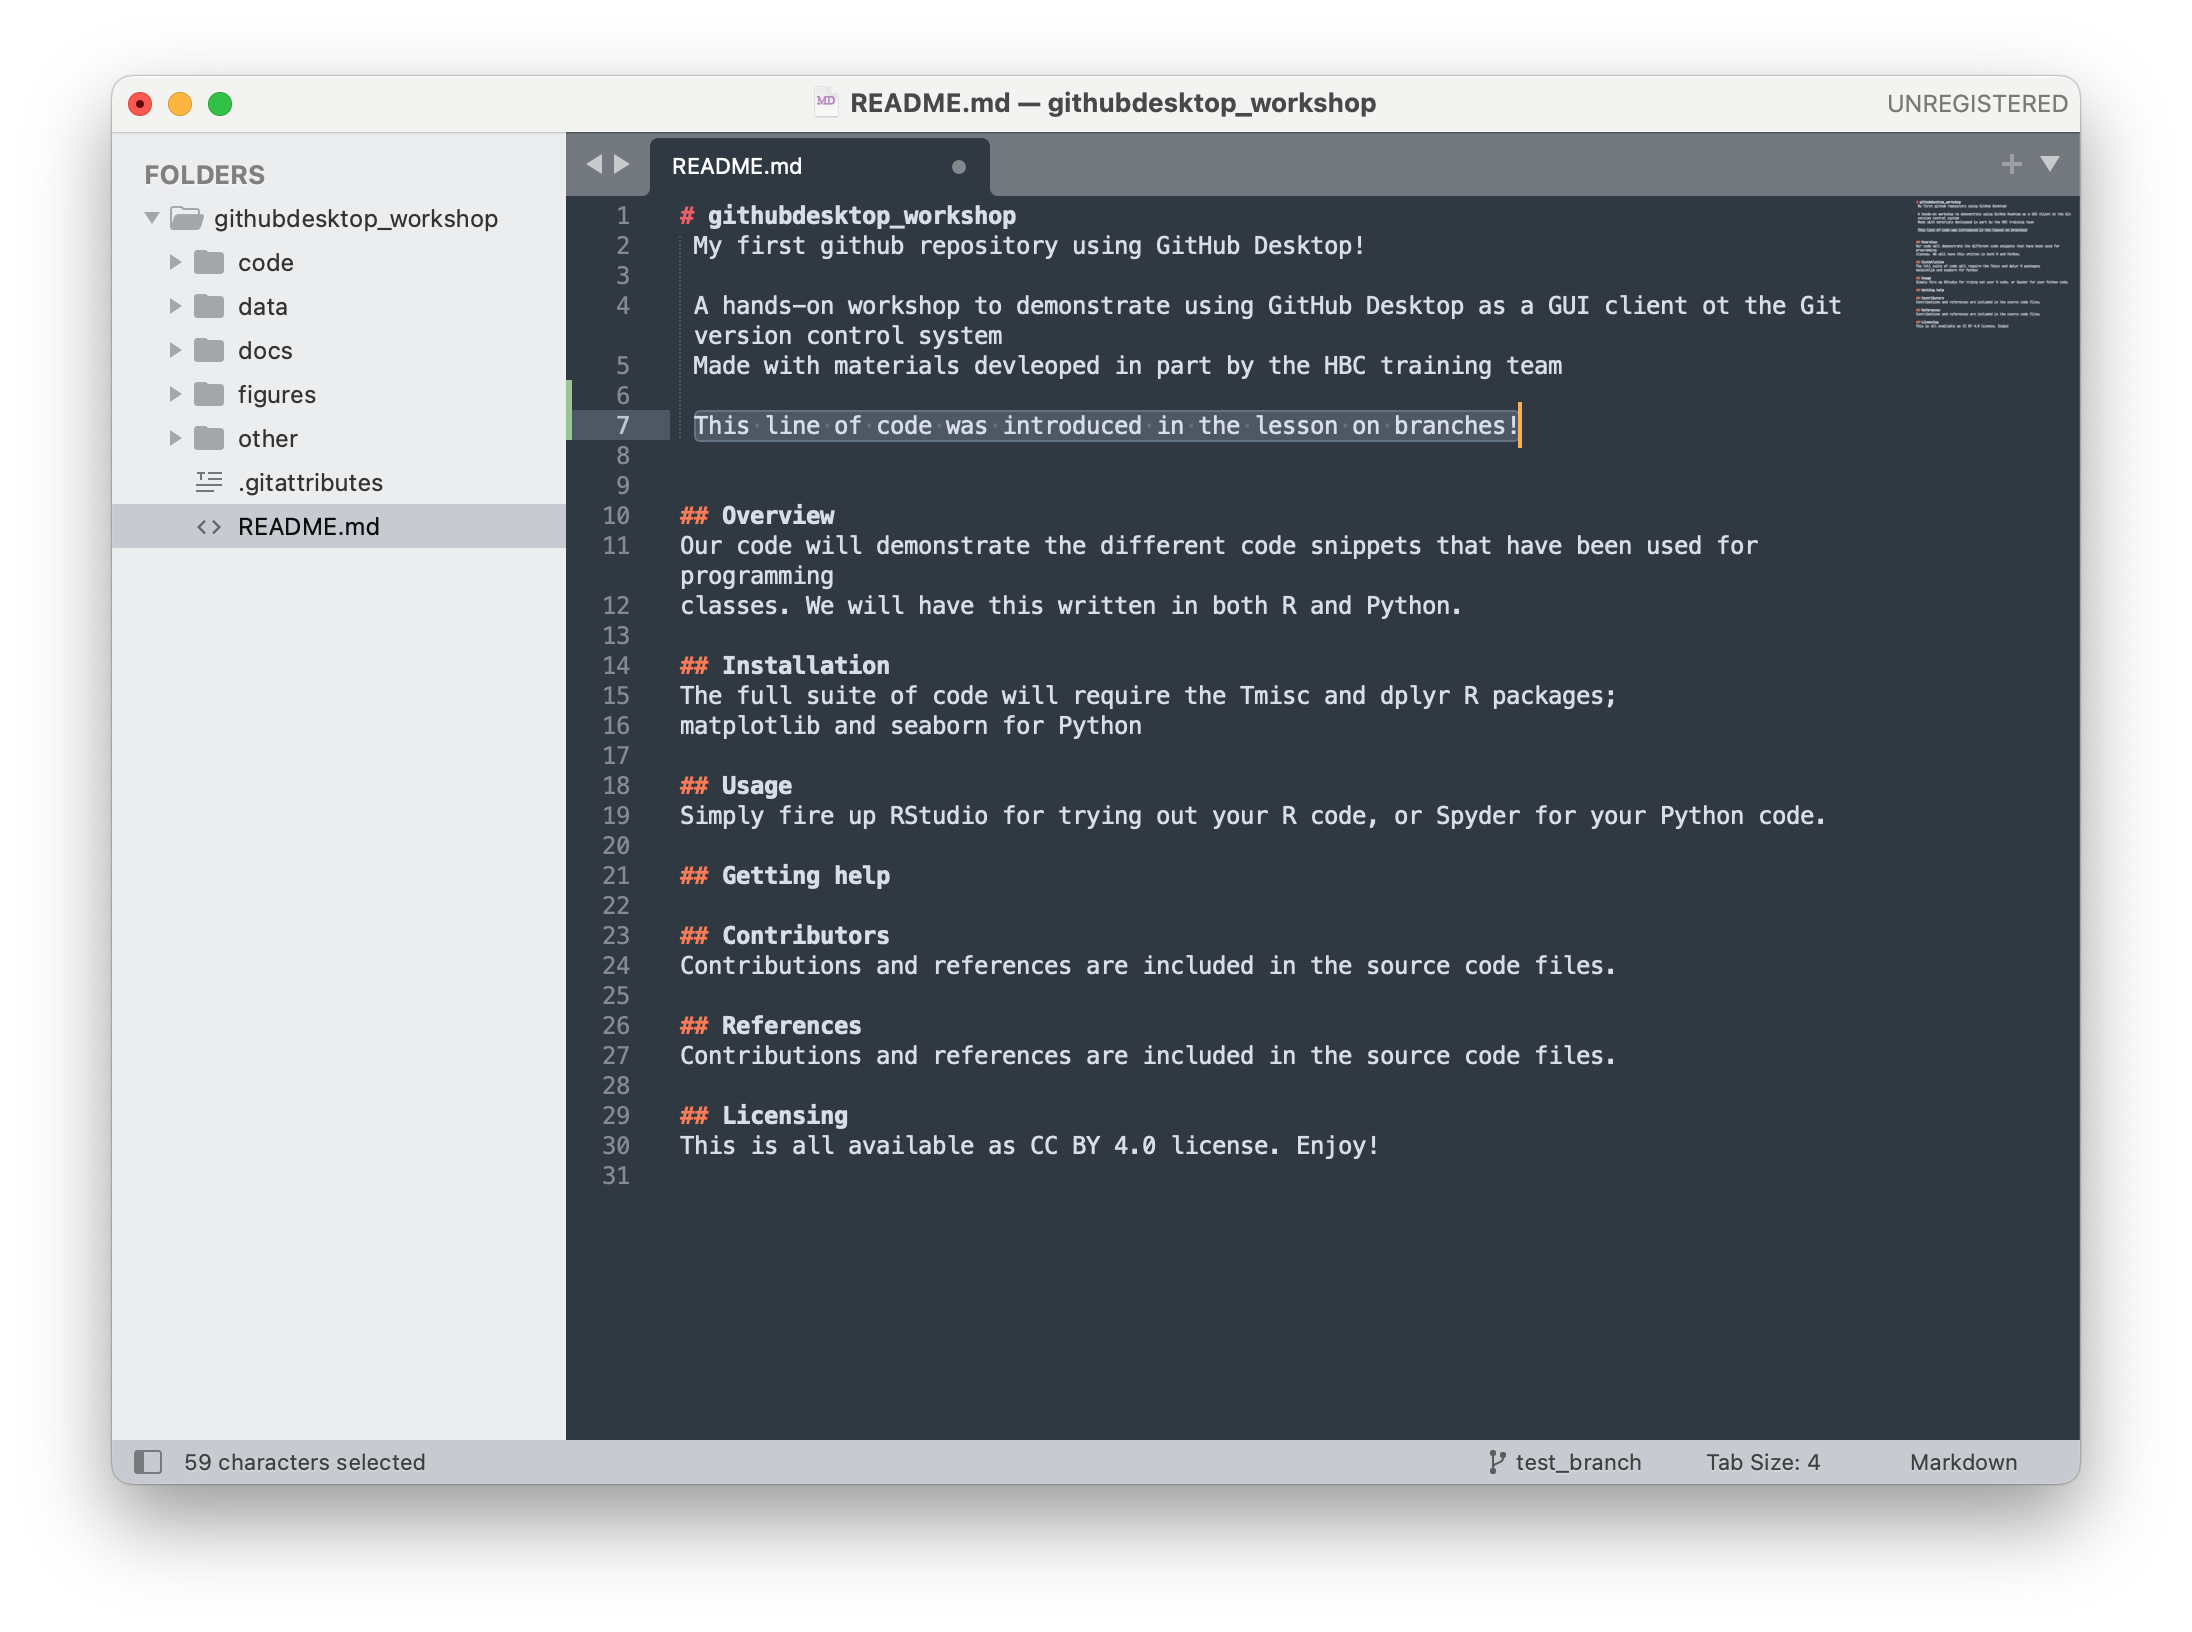 README.md — githubdesktop_workshop
UNREGISTERED
FOLDERS
githubdesktop_workshop
code
data
docs
figures
other
.gitattributes
README.md
README.md
1 # githubdesktop_workshop
2 My first github repository using GitHub Desktop!
3
4 A hands-on workshop to demonstrate using GitHub Desktop as a GUI client ot the Git
version control system
5 Made with materials devleoped in part by the HBC training team
6
7 This line of code was introduced in the lesson on branches!
8
9
10 ## Overview
11 Our code will demonstrate the different code snippets that have been used for
programming
12 classes. We will have this written in both R and Python.
13
14 ## Installation
15 The full suite of code will require the Tmisc and dplyr R packages;
16 matplotlib and seaborn for Python
17
18 ## Usage
19 Simply fire up RStudio for trying out your R code, or Spyder for your Python code.
20
21 ## Getting help
22
23 ## Contributors
24 Contributions and references are included in the source code files.
25
26 ## References
27 Contributions and references are included in the source code files.
28
29 ## Licensing
30 This is all available as CC BY 4.0 license. Enjoy!
31
59 characters selected
test_branch
Tab Size: 4
Markdown